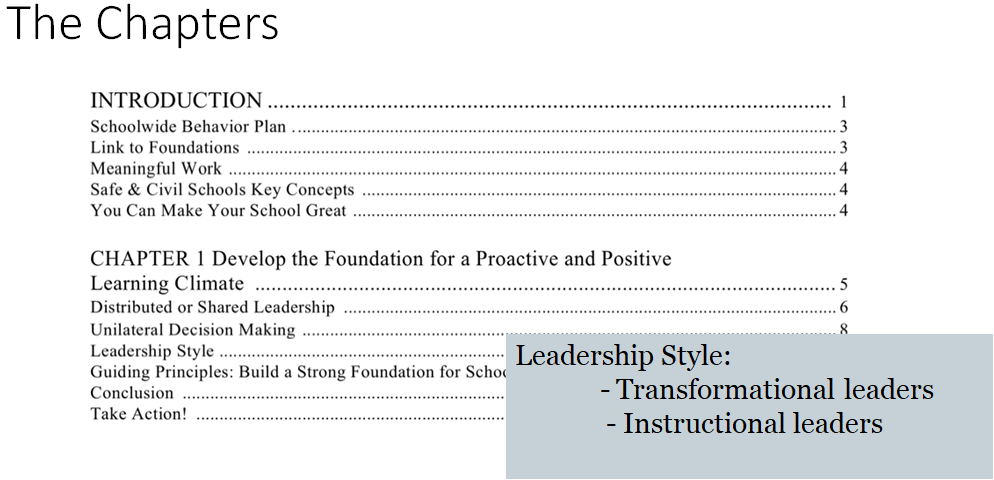 The Chapters
INTRODUCTION ........................................ 1
Schoolwide Behavior Plan ........................................ 3
Link to Foundations ........................................ 3
Meaningful Work ........................................ 4
Safe & Civil Schools Key Concepts ........................................ 4
You Can Make Your School Great ........................................ 4
CHAPTER 1 Develop the Foundation for a Proactive and Positive
Learning Climate ........................................ 5
Distributed or Shared Leadership ........................................ 6
Unilateral Decision Making ........................................ 8
Leadership Style ........................................
Guiding Principles: Build a Strong Foundation for
Conclusion ........................................
Take Action! ........................................
Leadership Style:
- Transformational leaders
- Instructional leaders